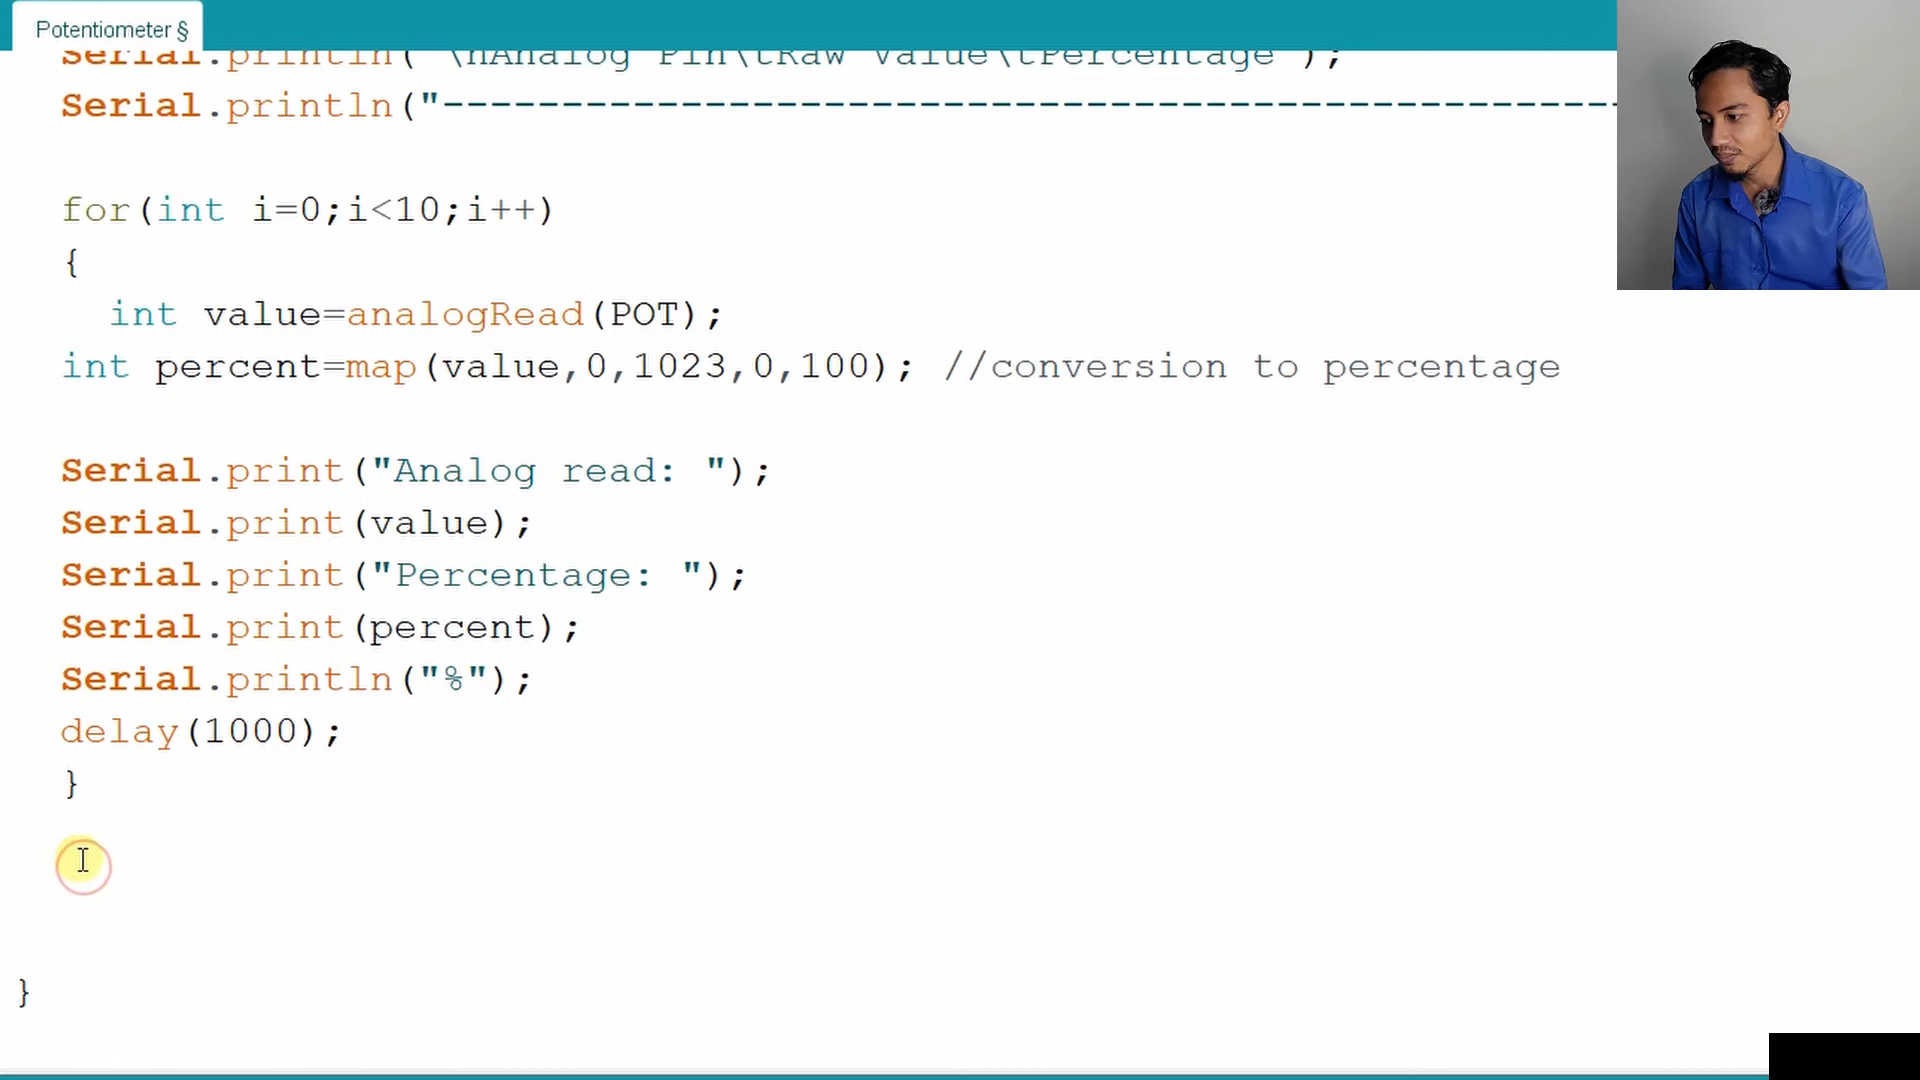 Potentiometer §
Serial.println("\nAnalog Pin\tRaw Value\tPercentage");
Serial.println("--------------------------------------------------
for(int i=0;i<10;i++)
{
int value=analogRead(POT);
int percent=map(value,0,1023,0,100); //conversion to percentage
Serial.print("Analog read: ");
Serial.print(value);
Serial.print("Percentage: ");
Serial.print(percent);
Serial.println("%");
delay(1000);
}
}